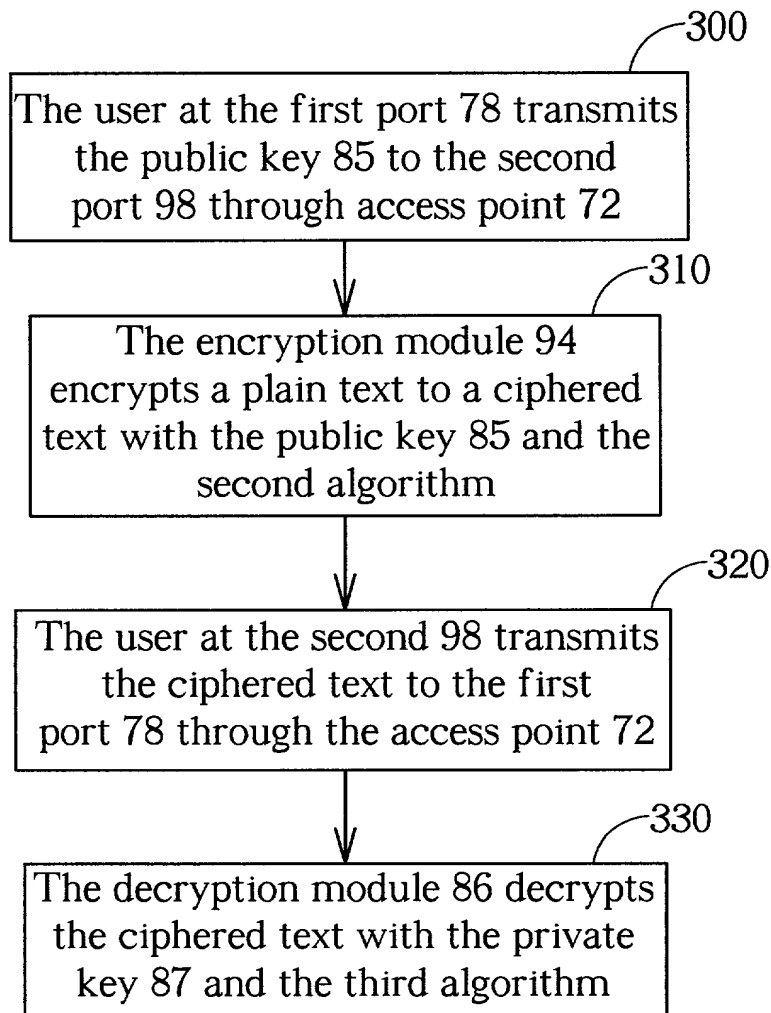 300
The user at the first port 78 transmits
the public key 85 to the second
port 98 through access point 72
310
The encryption module 94
encrypts a plain text to a ciphered
text with the public key 85 and the
second algorithm
320
The user at the second 98 transmits
the ciphered text to the first
port 78 through the access point 72
330
The decryption module 86 decrypts
the ciphered text with the private
key 87 and the third algorithm